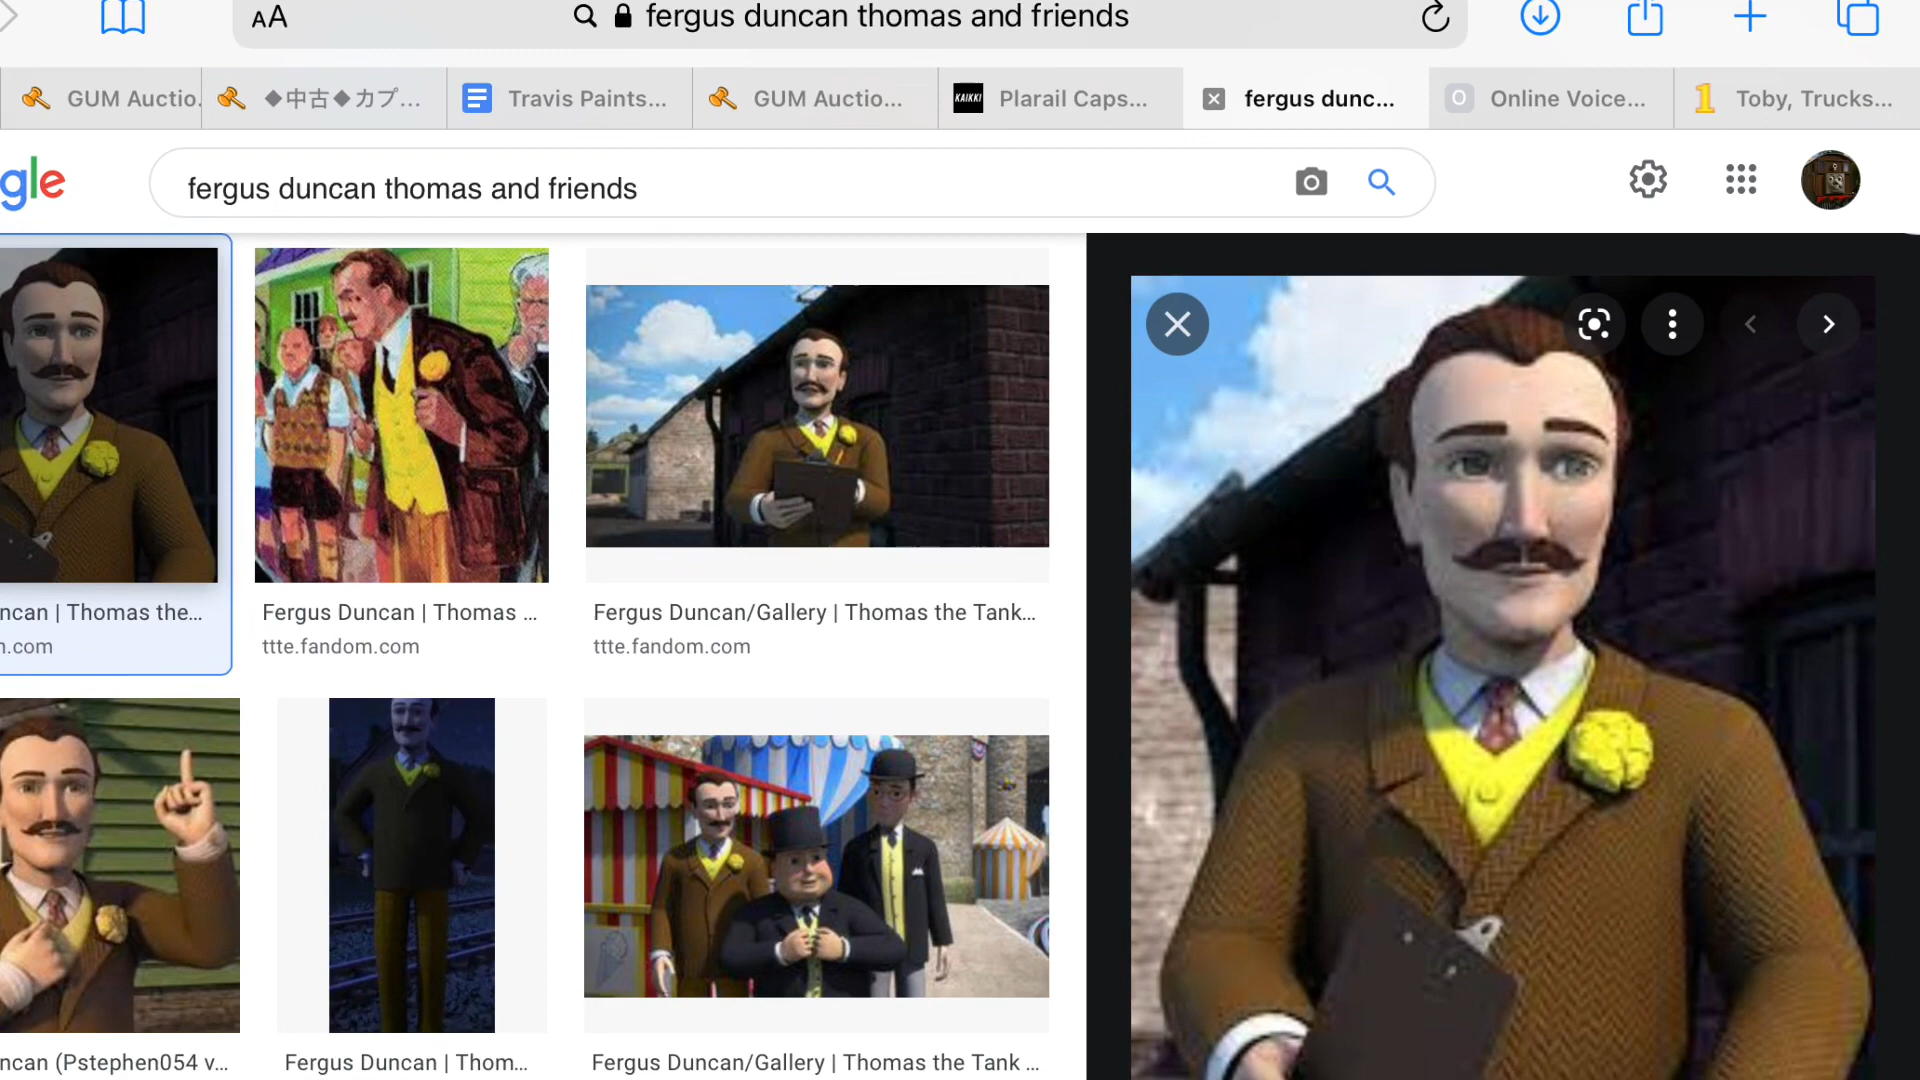 AA fergus duncan thomas and friends
GUM Auctio.
◆中古◆カプ...
Travis Paints...
GUM Auctio...
KAIKKI Plarail Caps...
fergus dunc...
O Online Voice...
1 Toby, Trucks...
gle
fergus duncan thomas and friends
ncan | Thomas the...
n.com
Fergus Duncan | Thomas ...
ttte.fandom.com
Fergus Duncan/Gallery | Thomas the Tank...
ttte.fandom.com
ncan (Pstephen054 v...
Fergus Duncan | Thom...
Fergus Duncan/Gallery | Thomas the Tank ...